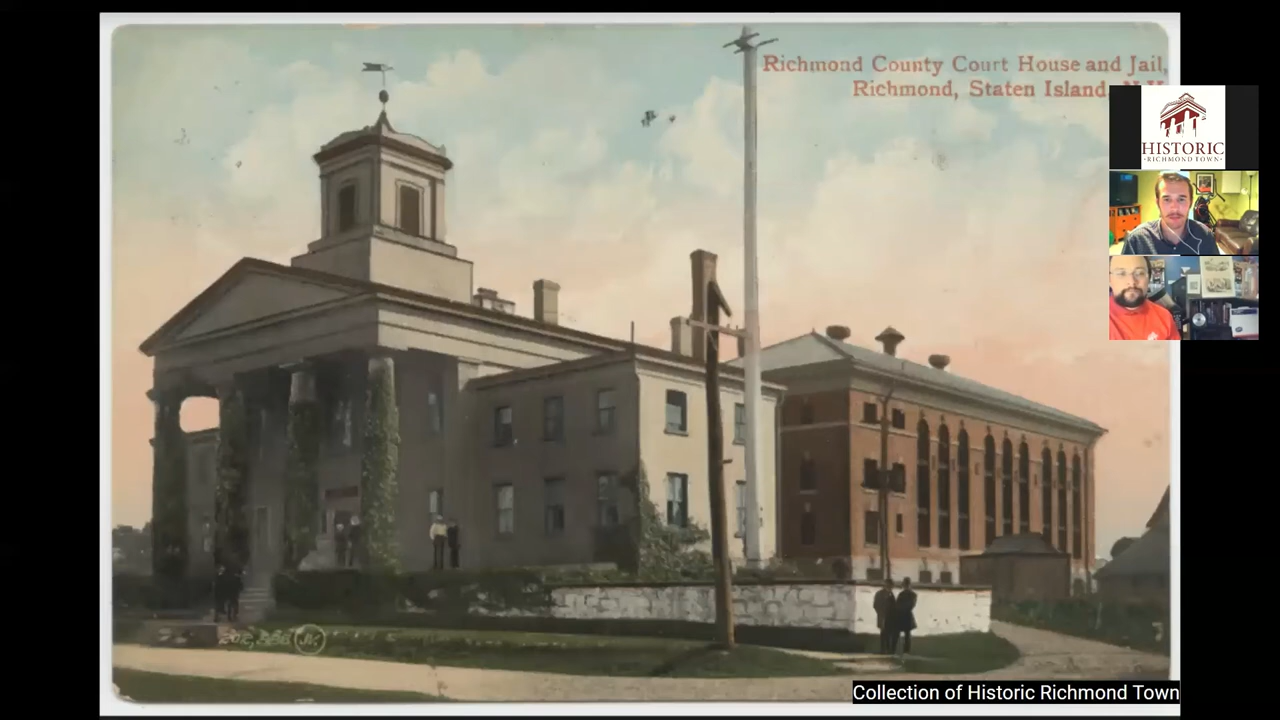 Richmond County Court House and Jail,
Richmond, Staten Island, N.Y.
HISTORIC
·RICHMOND TOWN·
Collection of Historic Richmond Town